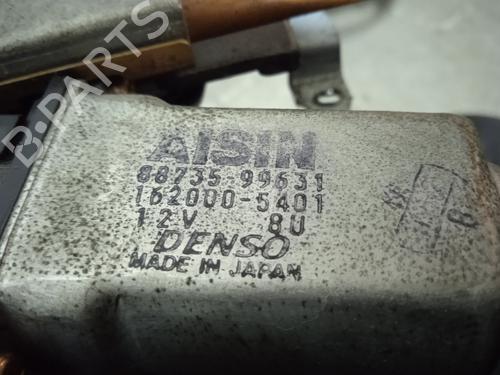 B-PARTS
AISIN
88735-99631
162000-5401
12V 8U
DENSO
MADE IN JAPAN